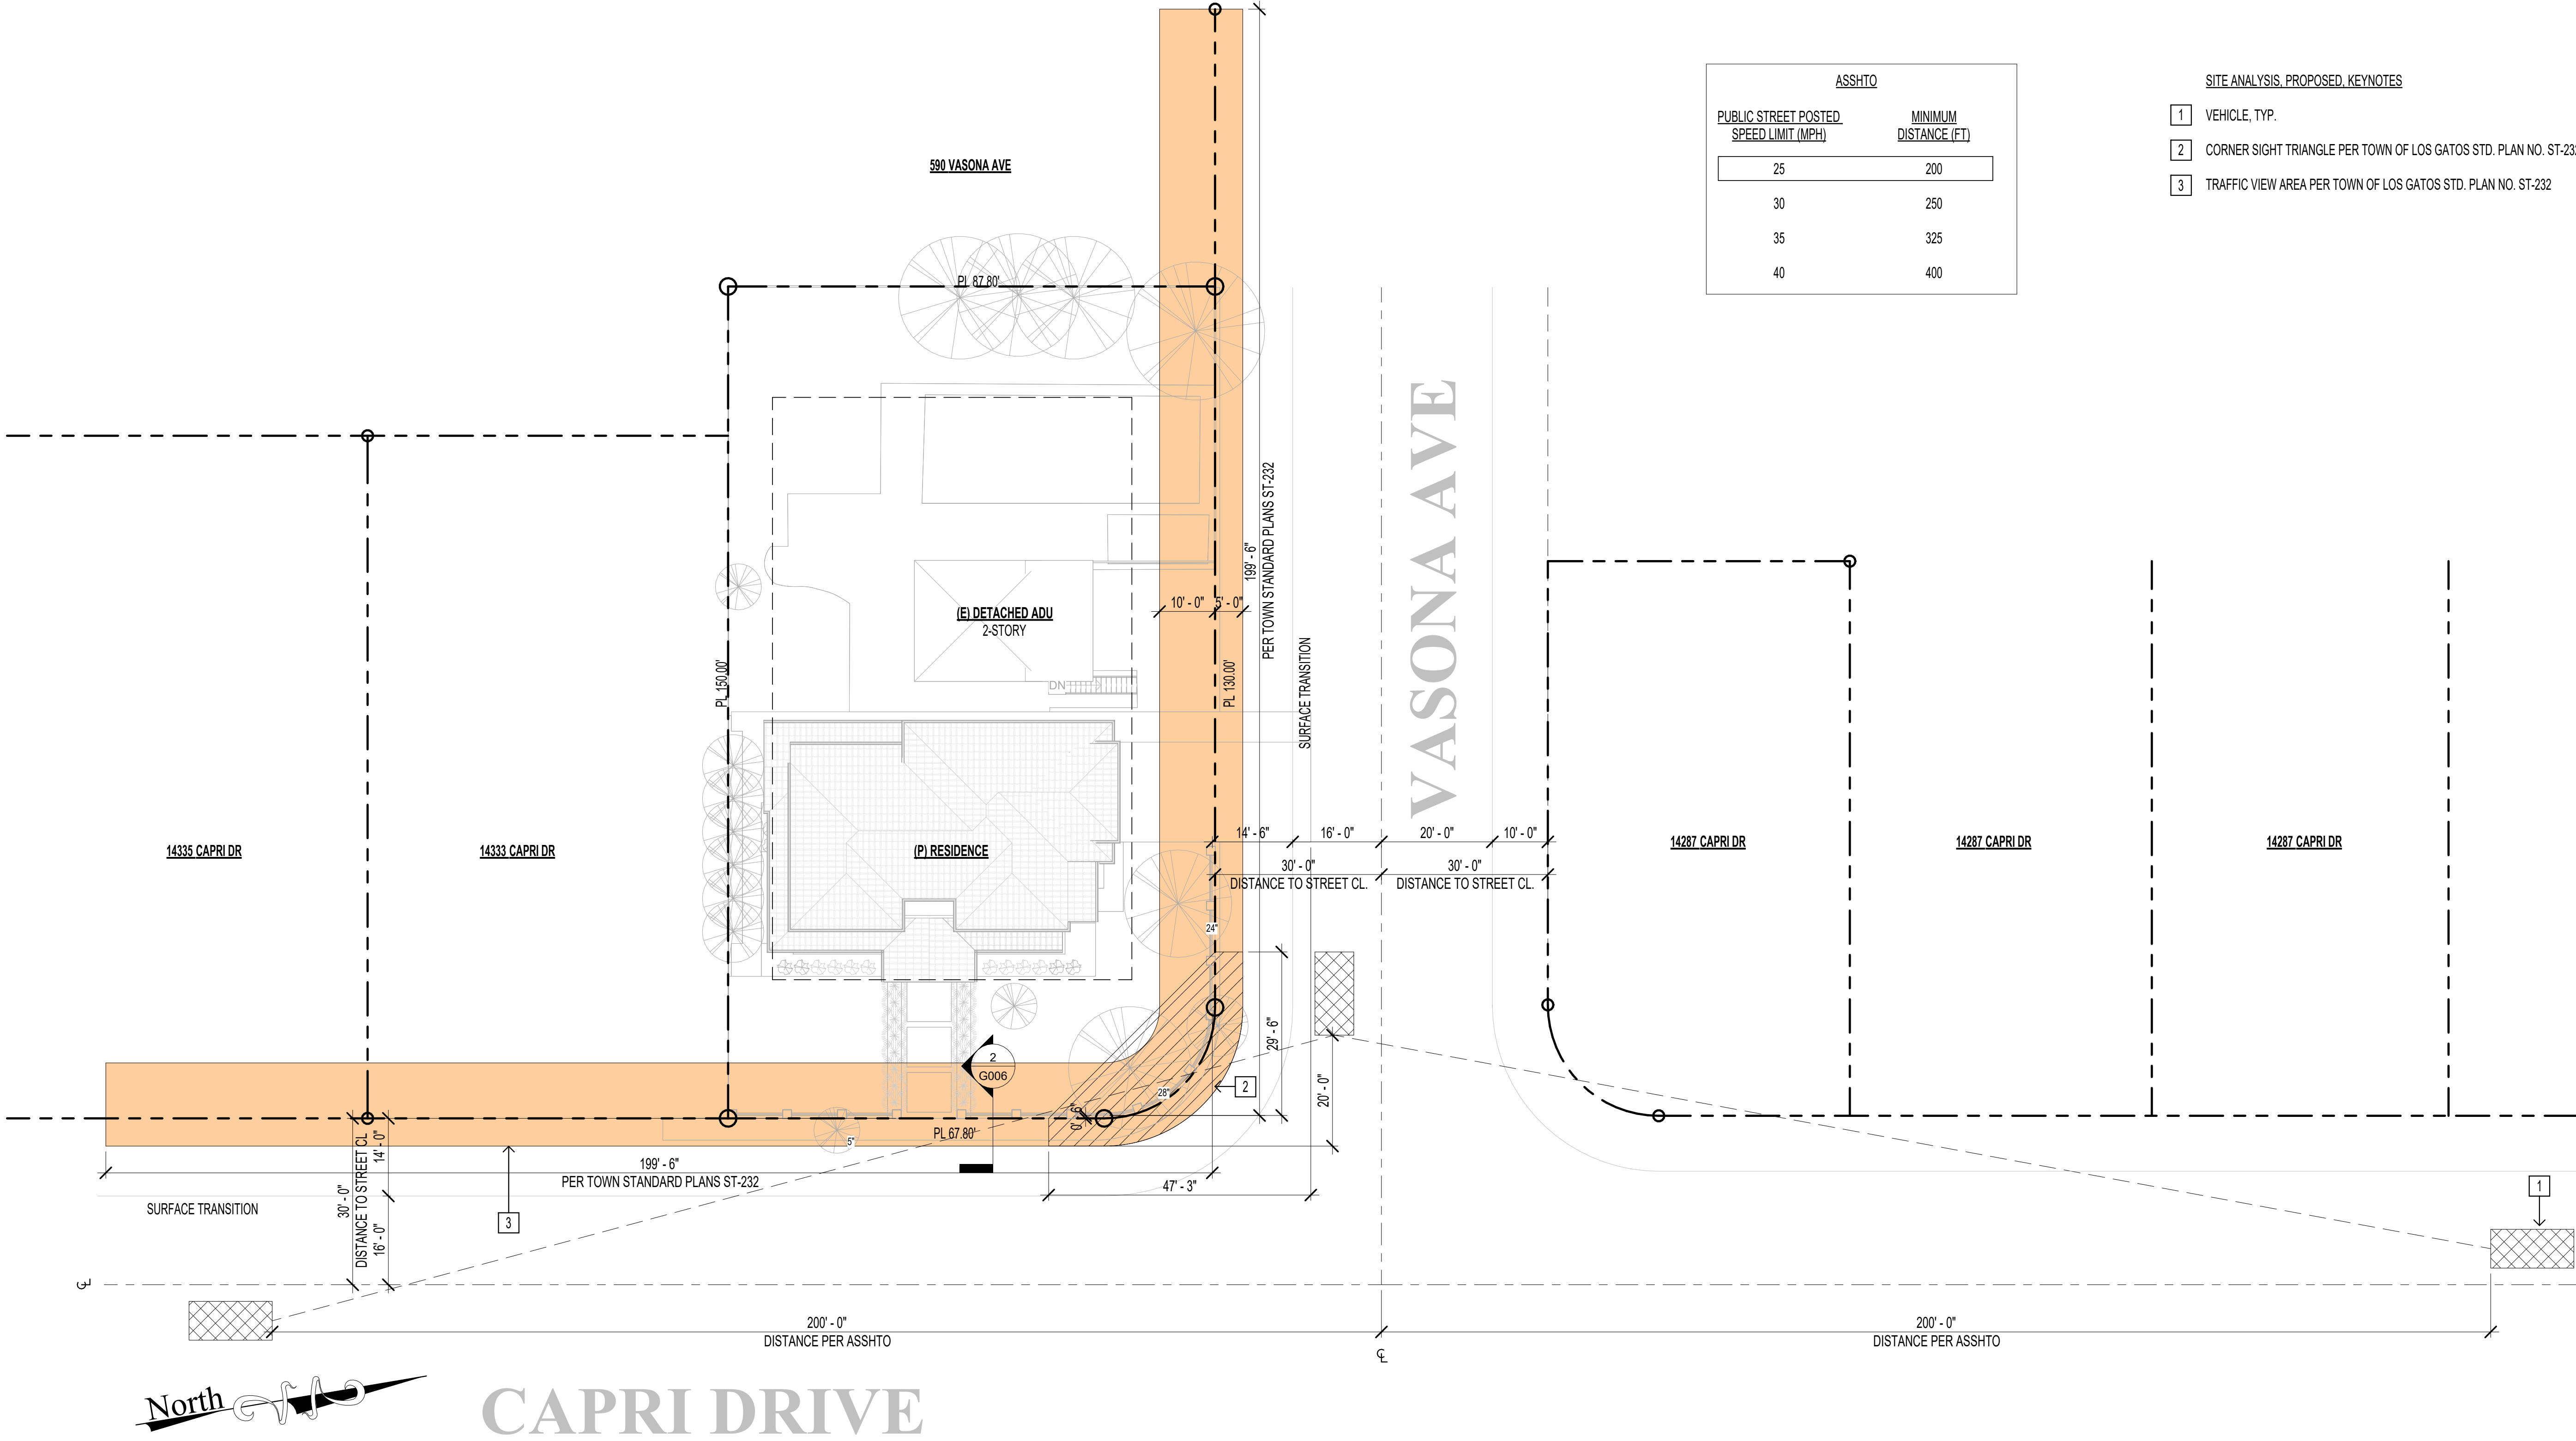 ASSHTO
PUBLIC STREET POSTED
SPEED LIMIT (MPH)
MINIMUM
DISTANCE (FT)
25 200
30 250
35 325
40 400
SITE ANALYSIS, PROPOSED, KEYNOTES
1 VEHICLE, TYP.
2 CORNER SIGHT TRIANGLE PER TOWN OF LOS GATOS STD. PLAN NO. ST-23
3 TRAFFIC VIEW AREA PER TOWN OF LOS GATOS STD. PLAN NO. ST-232
590 VASONA AVE
PL 87.80'
199' - 6"
PER TOWN STANDARD PLANS ST-232
VASONA AVE
10' - 0" 5' - 0"
(E) DETACHED ADU
2-STORY
DN
PL 150.00'
PL 130.00'
SURFACE TRANSITION
14335 CAPRI DR
14333 CAPRI DR
(P) RESIDENCE
14' - 6" 16' - 0" 20' - 0" 10' - 0"
30' - 0"
DISTANCE TO STREET CL.
30' - 0"
DISTANCE TO STREET CL.
14287 CAPRI DR
14287 CAPRI DR
14287 CAPRI DR
24"
29' - 6"
20' - 0"
2
G006
28"
2
0' - 6"
5"
PL 67.80'
199' - 6"
PER TOWN STANDARD PLANS ST-232
47' - 3"
30' - 0"
DISTANCE TO STREET CL
14' - 0"
16' - 0"
SURFACE TRANSITION
3
1
CL
200' - 0"
DISTANCE PER ASSHTO
200' - 0"
DISTANCE PER ASSHTO
CL
North
CAPRI DRIVE